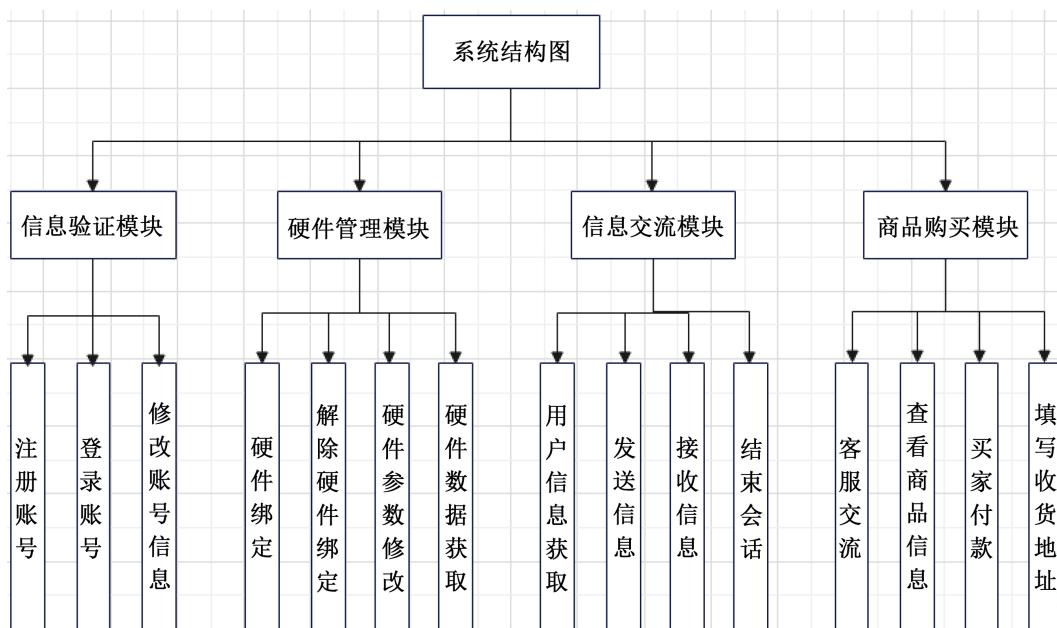 系统结构图
信息验证模块
硬件管理模块
信息交流模块
商品购买模块
注册账号
登录账号
修改账号信息
硬件绑定
解除硬件绑定
硬件参数修改
硬件数据获取
用户信息获取
发送信息
接收信息
结束会话
客服交流
查看商品信息
买家付款
填写收货地址